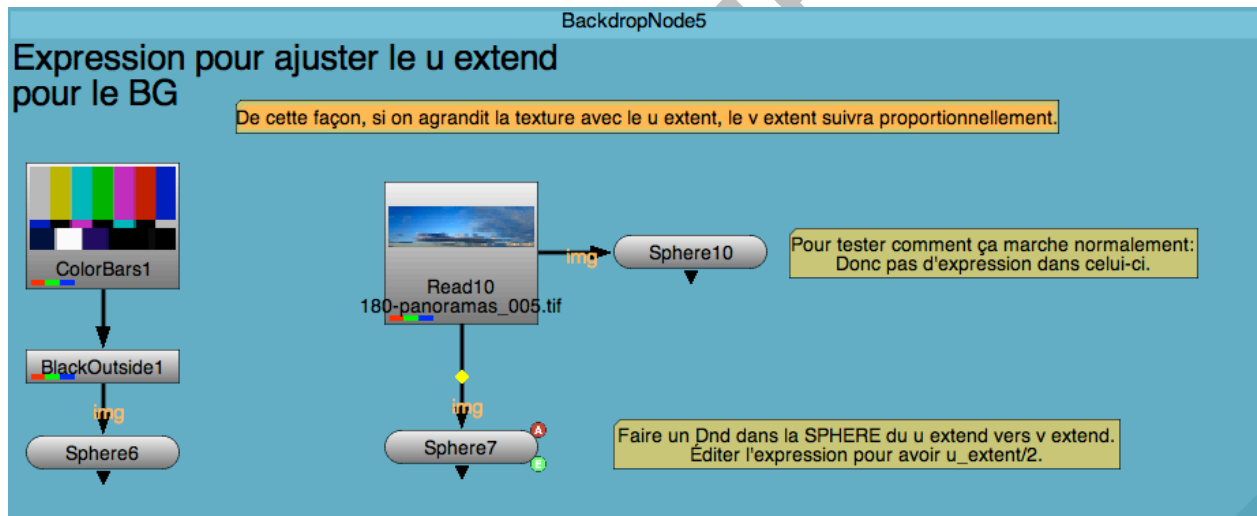 BackdropNode5
Expression pour ajuster le u extend
pour le BG
De cette façon, si on agrandit la texture avec le u extent, le v extent suivra proportionnellement.
ColorBars1
BlackOutside1
img
Sphere6
Read10
180-panoramas_005.tif
img
Sphere10
Pour tester comment ça marche normalement:
Donc pas d'expression dans celui-ci.
img
Sphere7
A
E
Faire un Dnd dans la SPHERE du u extend vers v extend.
Éditer l'expression pour avoir u_extent/2.